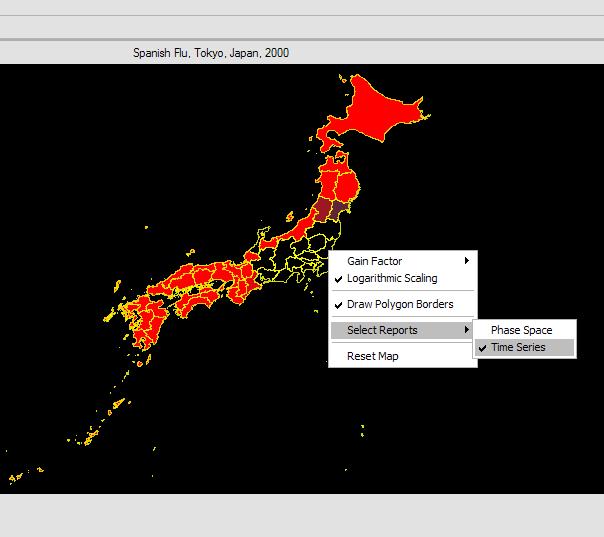 Spanish Flu, Tokyo, Japan, 2000
Gain Factor
Logarithmic Scaling
Draw Polygon Borders
Select Reports
Phase Space
Time Series
Reset Map